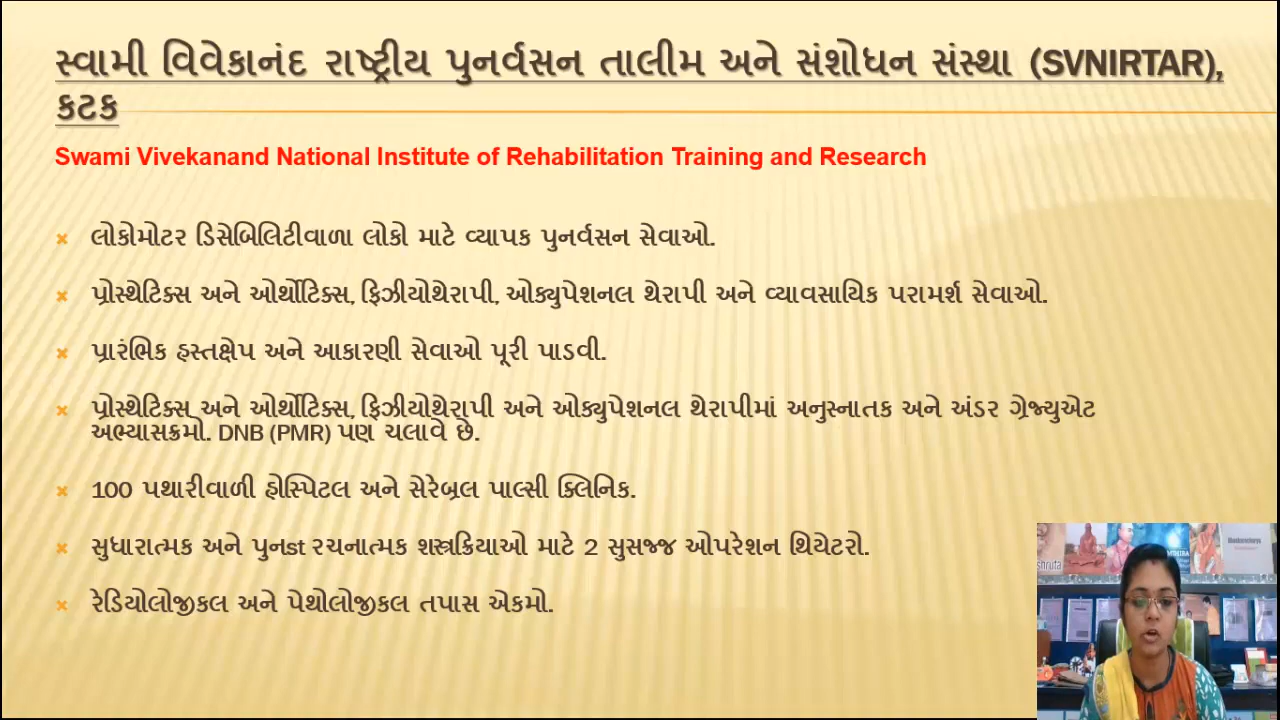 સ્વામી વિવેકાનંદ રાષ્ટ્રીય પુનર્વસન તાલીમ અને સંશોધન સંસ્થા (SVNIRTAR),
કટક
Swami Vivekanand National Institute of Rehabilitation Training and Research
લોકોમોટર ડિસેબિલિટીવાળા લોકો માટે વ્યાપક પુનર્વસન સેવાઓ.
પ્રોસ્થેટિક્સ અને ઓર્થોટિક્સ, ફિઝીયોથેરાપી, ઓક્યુપેશનલ થેરાપી અને વ્યાવસાયિક પરામર્શ સેવાઓ.
પ્રારંભિક હસ્તક્ષેપ અને આકારણી સેવાઓ પૂરી પાડવી.
પ્રોસ્થેટિક્સ અને ઓર્થોટિક્સ, ફિઝીયોથેરાપી અને ઓક્યુપેશનલ થેરાપીમાં અનુસ્નાતક અને અંડર ગ્રેજ્યુએટ
અભ્યાસક્રમો. DNB (PMR) પણ ચલાવે છે.
100 પથારીવાળી હોસ્પિટલ અને સેરેબ્રલ પાલ્સી ક્લિનિક.
સુધારાત્મક અને પુનst રચનાત્મક શસ્ત્રક્રિયાઓ માટે 2 સુસજ્જ ઓપરેશન થિયેટરો.
રેડિયોલોજીકલ અને પેથોલોજીકલ તપાસ એકમો.
shruta